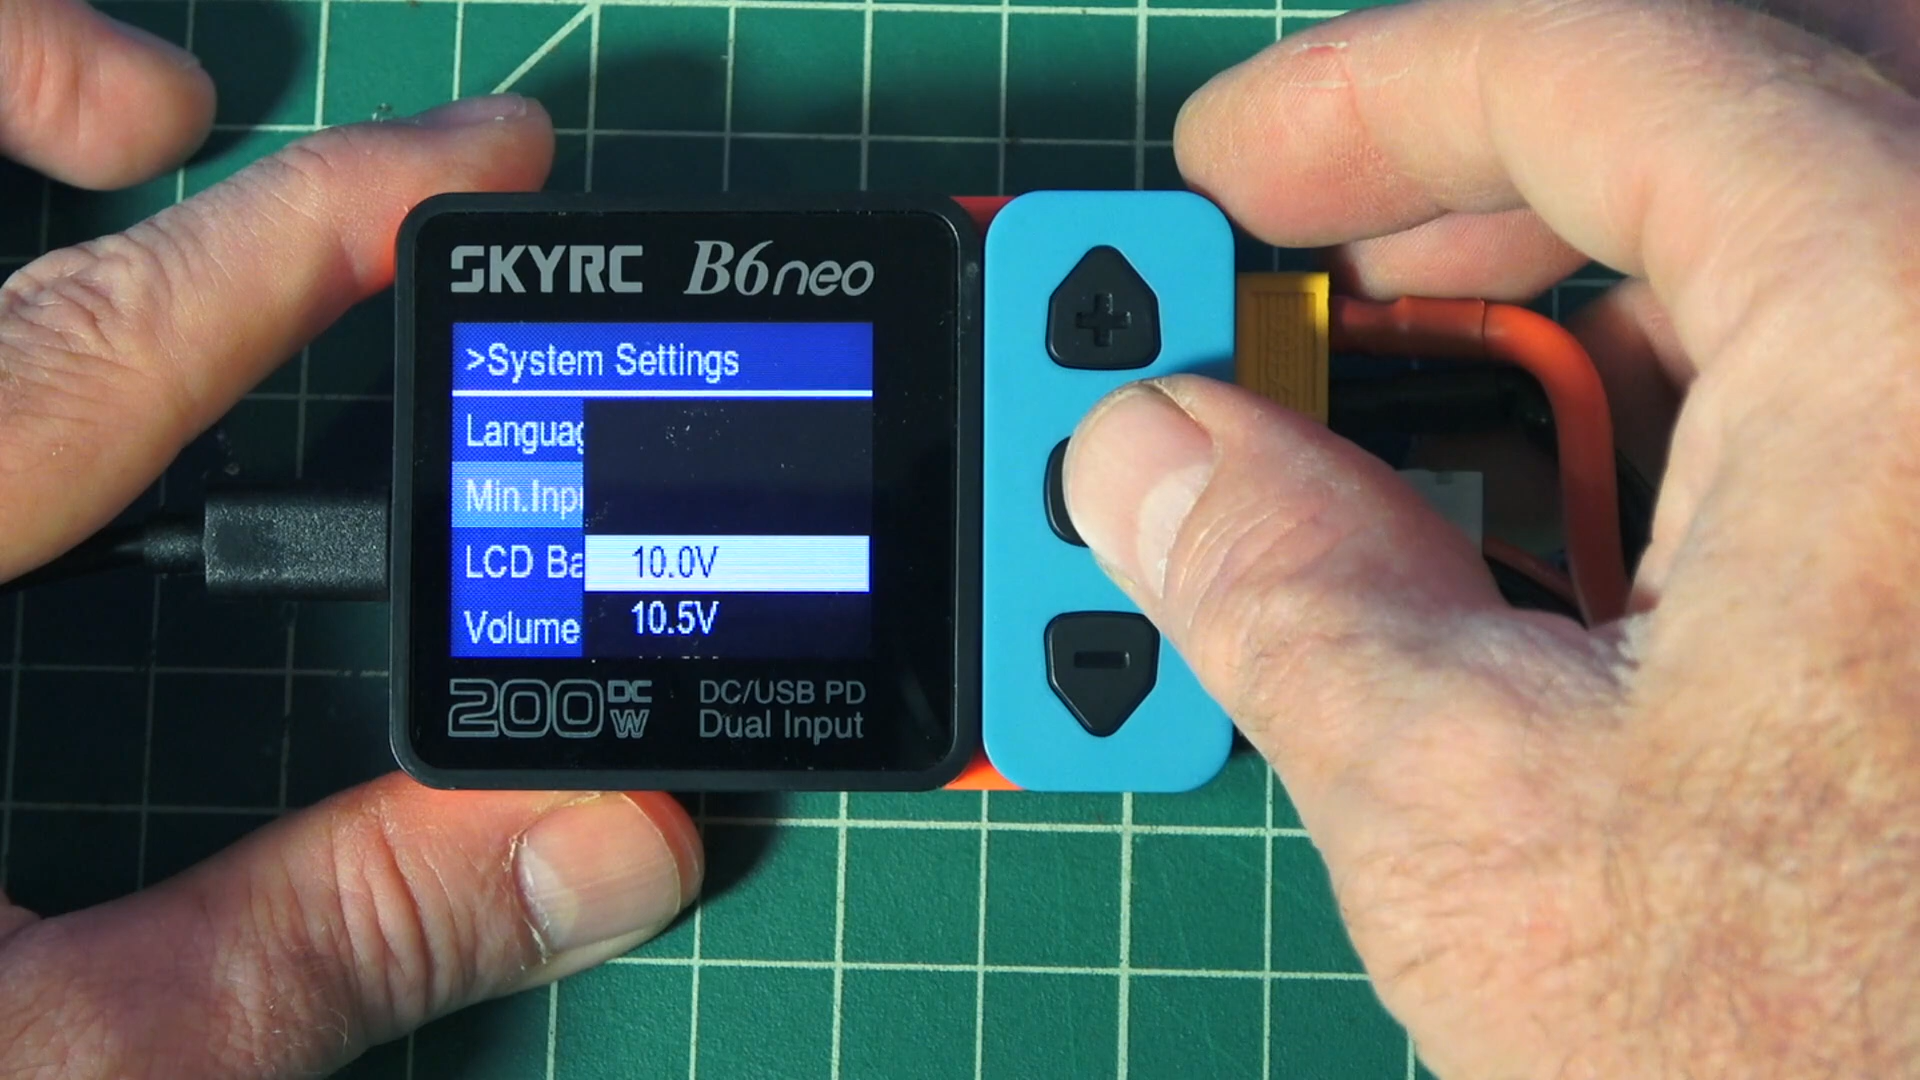 SKYRC B6neo
>System Settings
Languag
Min.Inp
10.0V
LCD Ba
10.5V
Volume
200 DC W
DC/USB PD
Dual Input